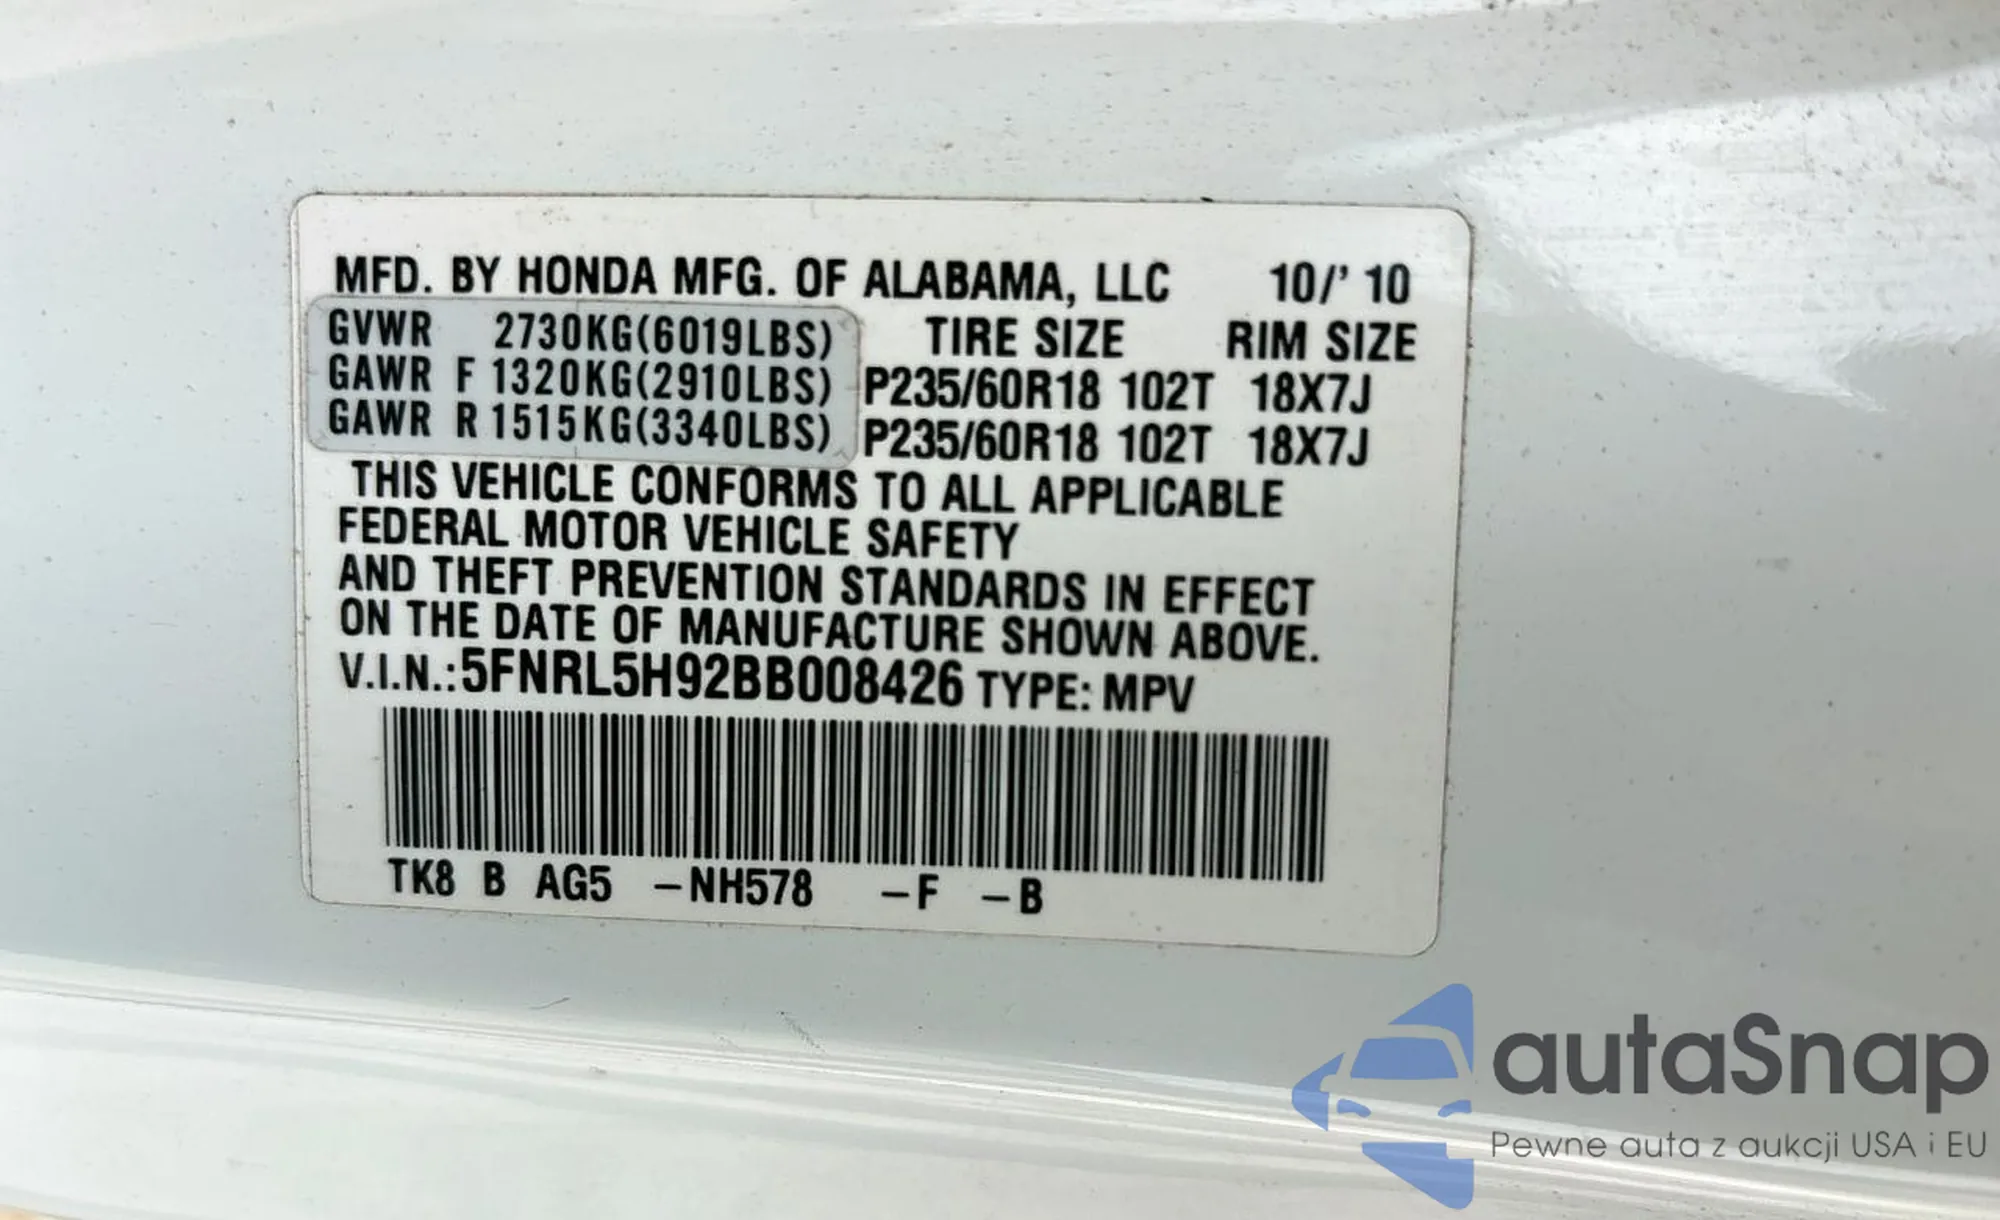 MFD. BY HONDA MFG. OF ALABAMA, LLC 10/' 10
GVWR 2730KG(6019LBS) TIRE SIZE RIM SIZE
GAWR F 1320KG(2910LBS) P235/60R18 102T 18X7J
GAWR R 1515KG(3340LBS) P235/60R18 102T 18X7J
THIS VEHICLE CONFORMS TO ALL APPLICABLE
FEDERAL MOTOR VEHICLE SAFETY
AND THEFT PREVENTION STANDARDS IN EFFECT
ON THE DATE OF MANUFACTURE SHOWN ABOVE.
V.I.N.:5FNRL5H92BB008426 TYPE: MPV
TK8 B AG5 –NH578 –F –B
autaSnap
Pewne auta z aukcji USA i EU